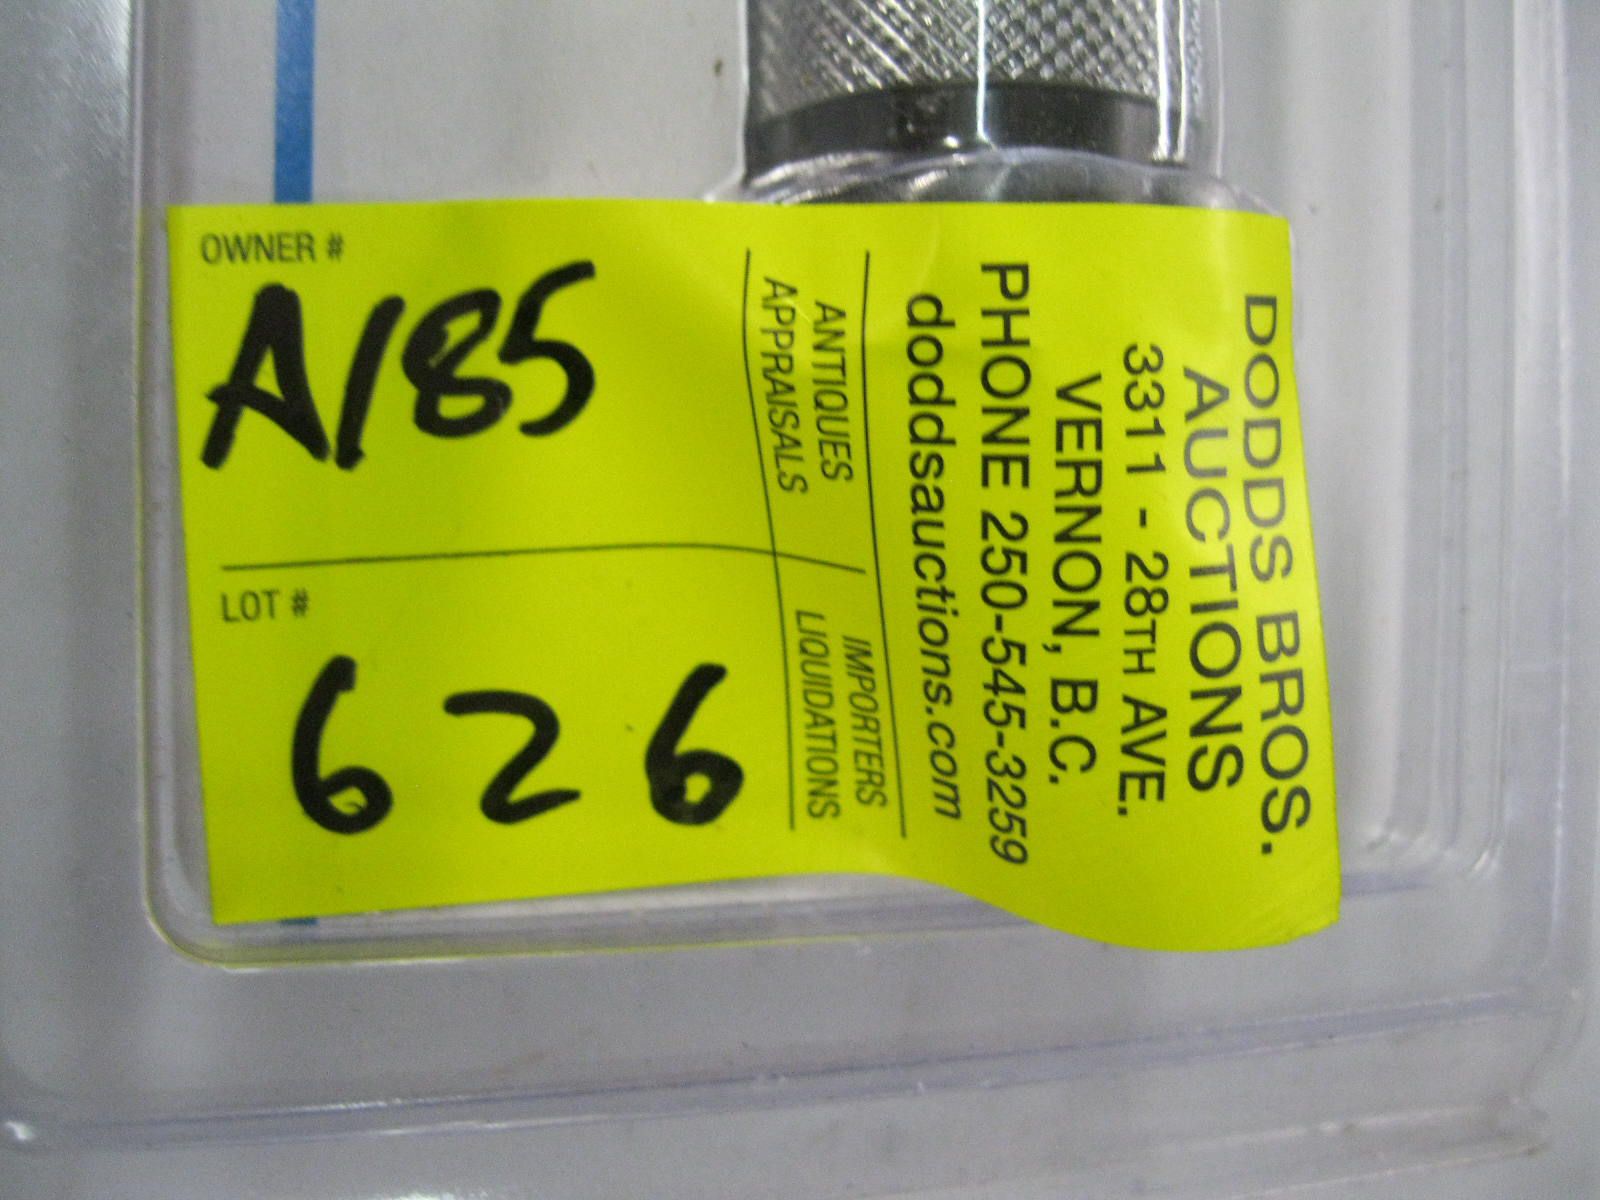 OWNER #
A185
LOT #
626
DODDS BROS.
AUCTIONS
3311 - 28TH AVE.
VERNON, B.C.
PHONE 250-545-3259
doddsauctions.com
ANTIQUES / IMPORTERS
APPRAISALS / LIQUIDATIONS